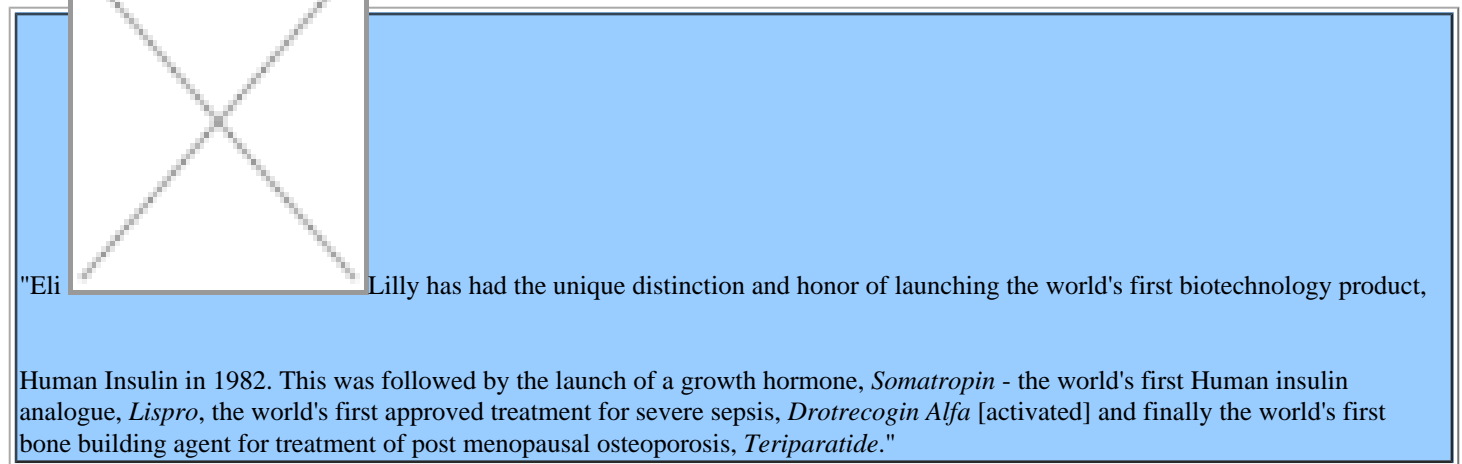 "Eli Lilly has had the unique distinction and honor of launching the world's first biotechnology product,
Human Insulin in 1982. This was followed by the launch of a growth hormone, Somatropin - the world's first Human insulin
analogue, Lispro, the world's first approved treatment for severe sepsis, Drotrecogin Alfa [activated] and finally the world's first
bone building agent for treatment of post menopausal osteoporosis, Teriparatide."